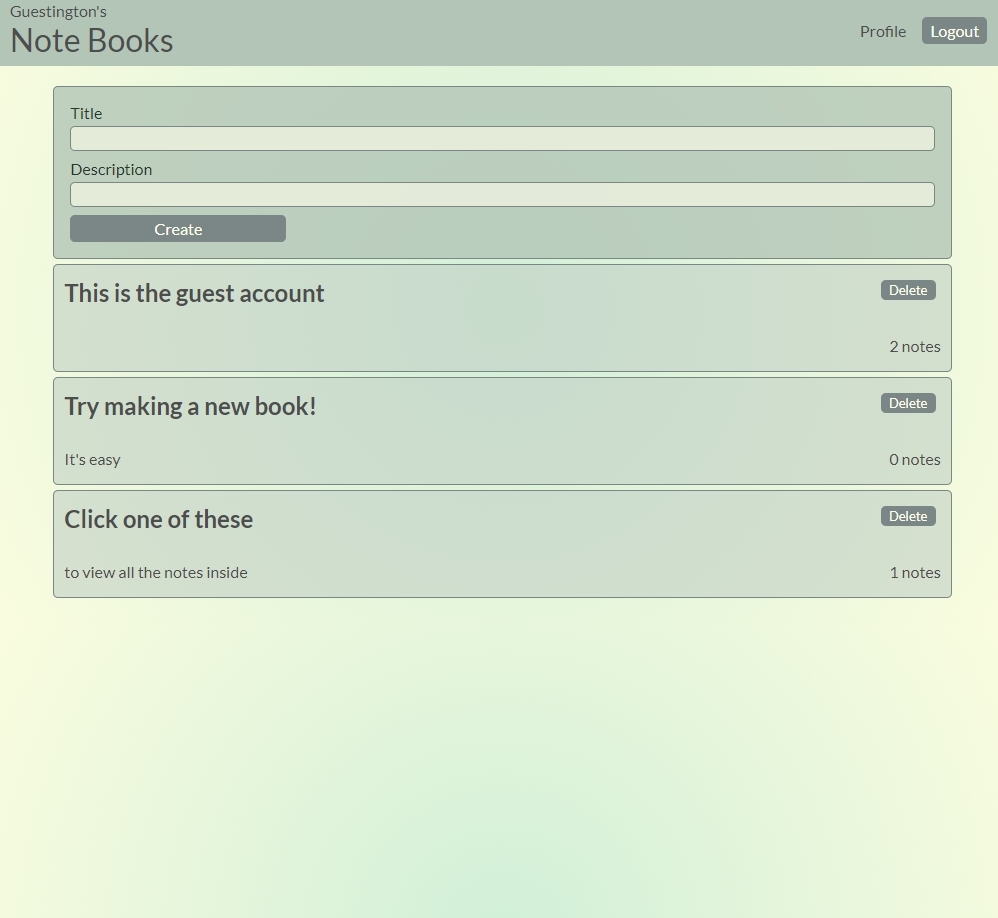 Guestington's
Note Books
Profile
Logout
Title
Description
Create
This is the guest account
Delete
2 notes
Try making a new book!
Delete
It's easy
0 notes
Click one of these
Delete
to view all the notes inside
1 notes